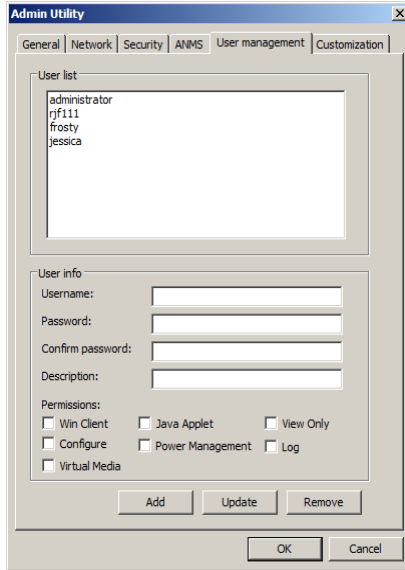 Admin Utility
General Network Security ANMS User management Customization
User list
administrator
rjf111
frosty
jessica
User info
Username:
Password:
Confirm password:
Description:
Permissions:
Win Client Java Applet View Only
Configure Power Management Log
Virtual Media
Add Update Remove
OK Cancel